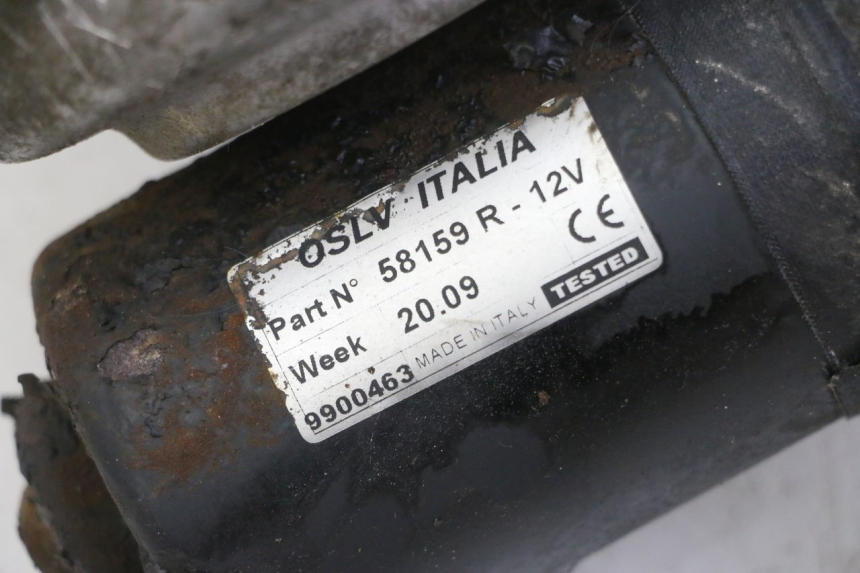 OSLV ITALIA
Part N° 58159 R - 12V
Week 20.09 CE
9900463 MADE IN ITALY TESTED